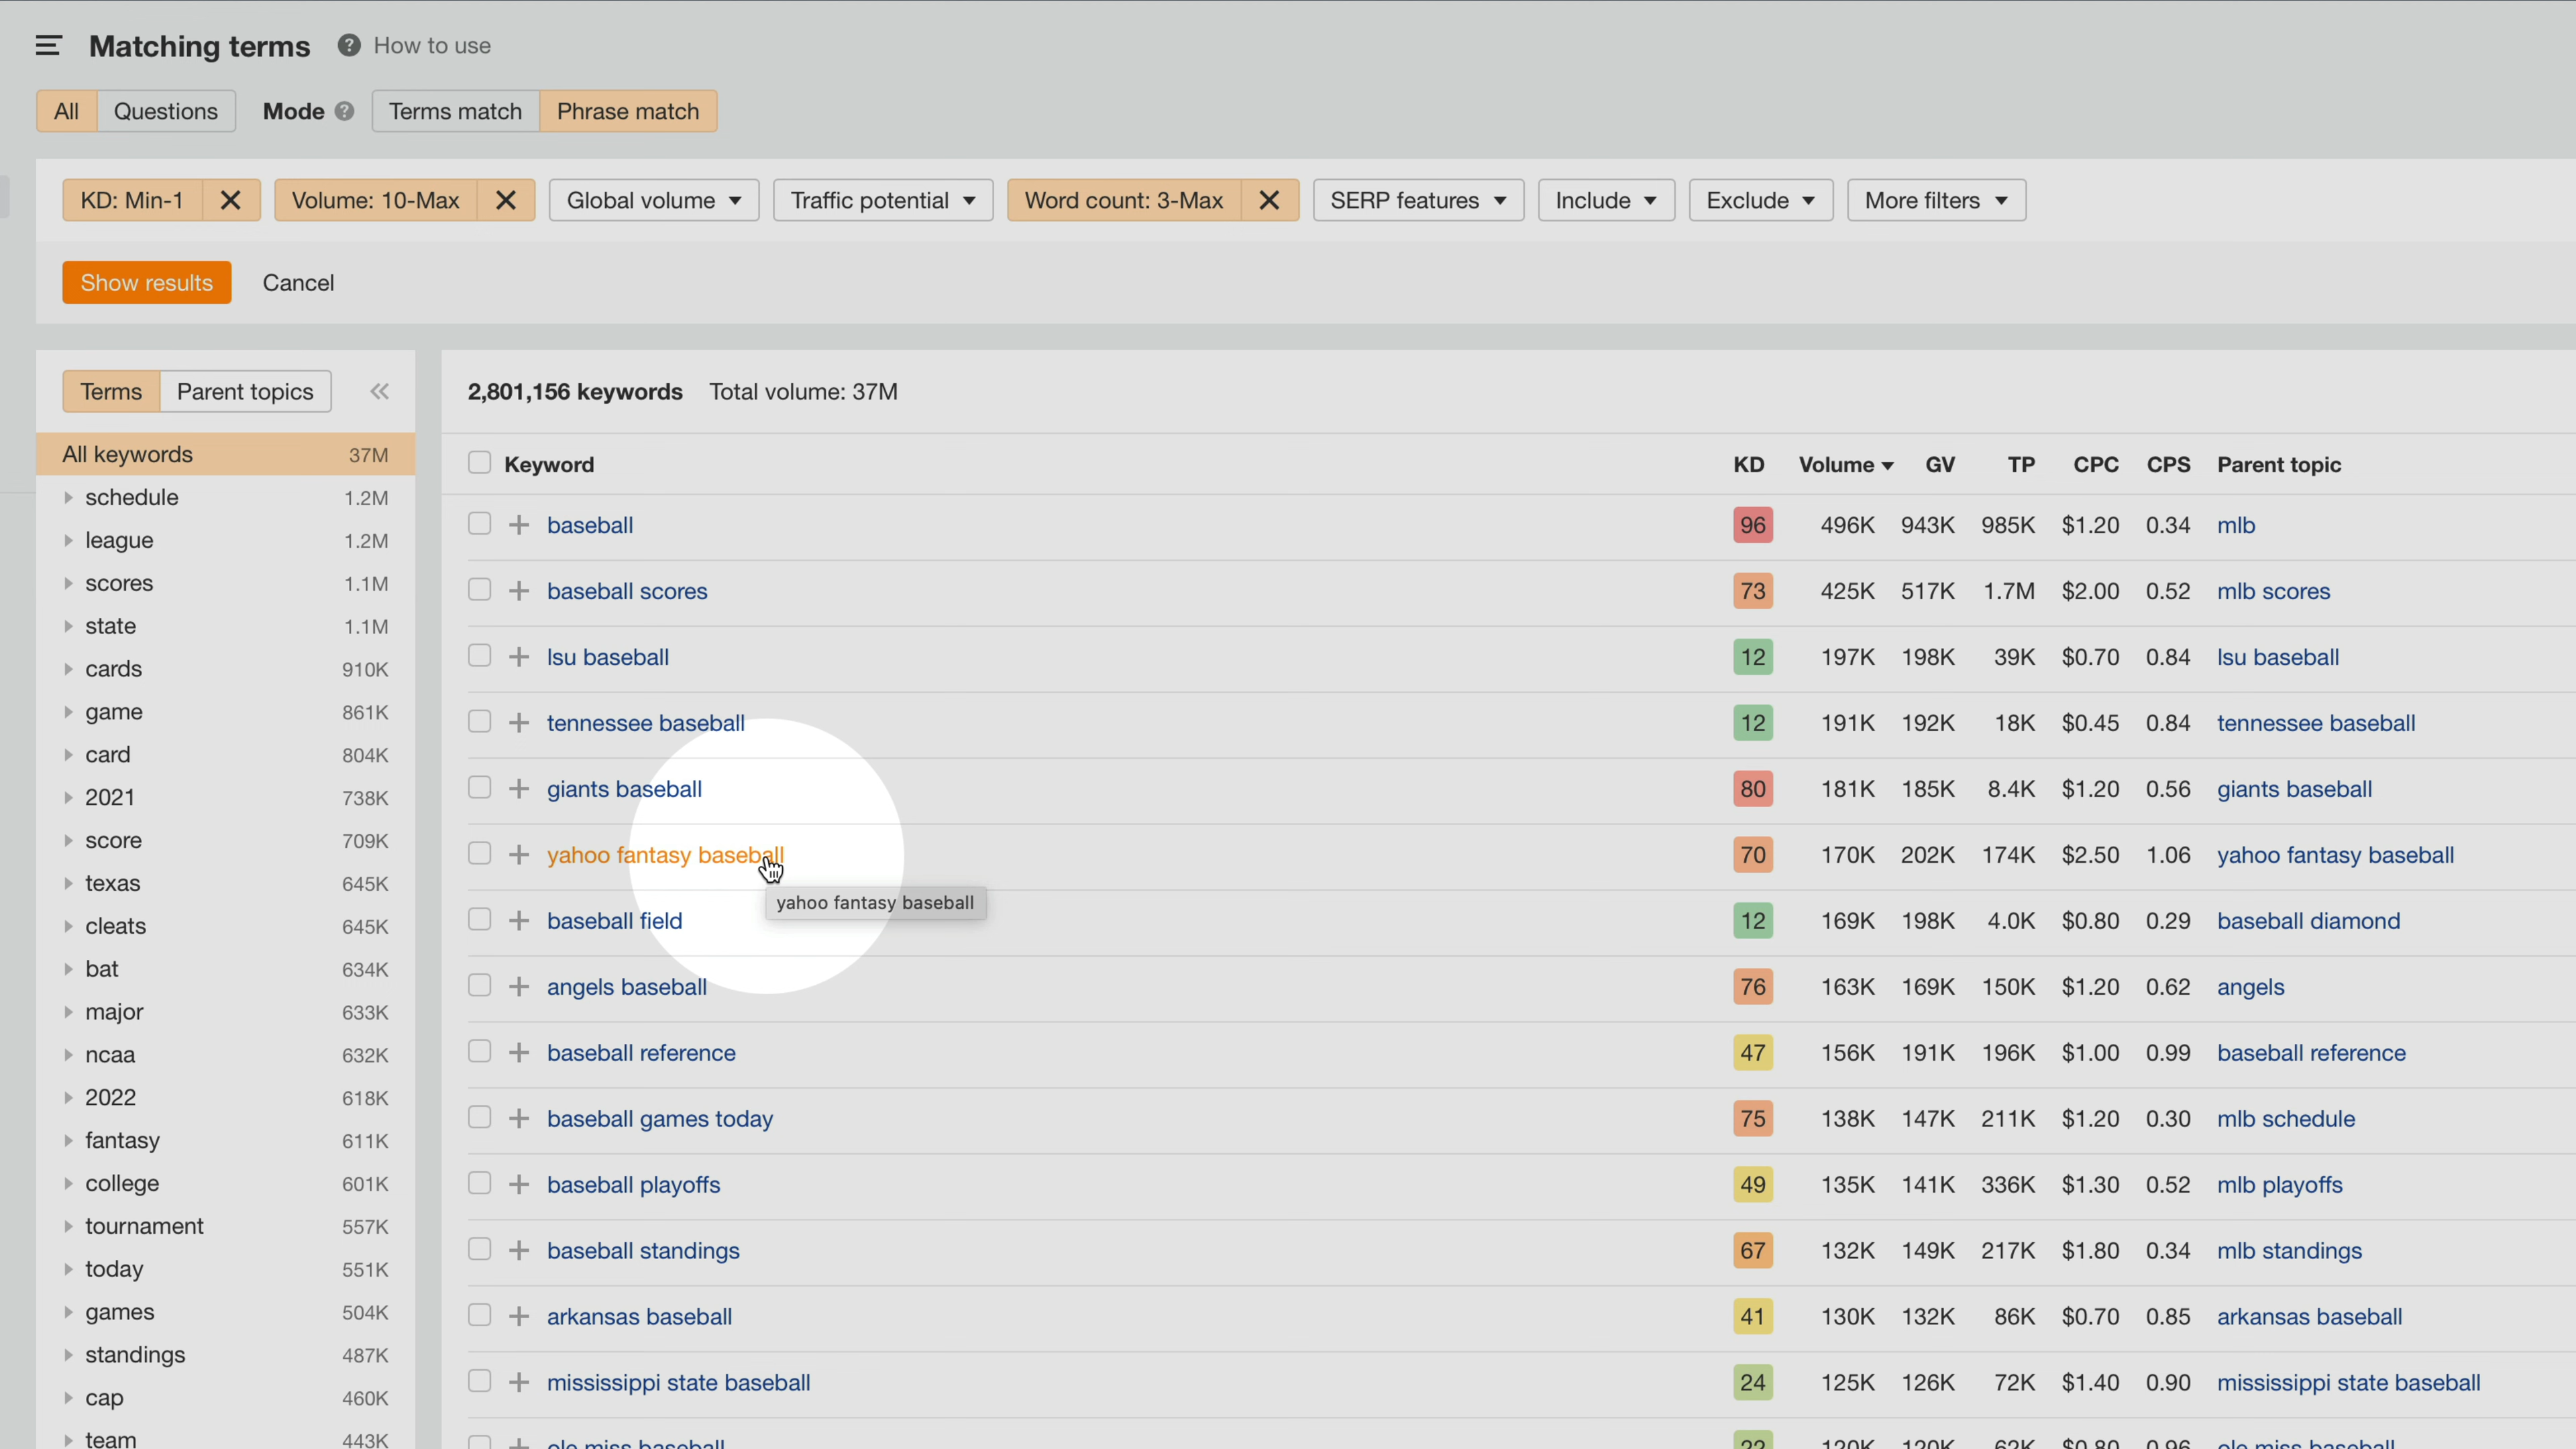 Matching terms ? How to use
All Questions Mode ? Terms match Phrase match
KD: Min-1 Volume: 10-Max Global volume Traffic potential Word count: 3-Max SERP features Include Exclude More filters
Show results Cancel
Terms Parent topics
All keywords 37M
schedule 1.2M
league 1.2M
scores 1.1M
state 1.1M
cards 910K
game 861K
card 804K
2021 738K
score 709K
texas 645K
cleats 645K
bat 634K
major 633K
ncaa 632K
2022 618K
fantasy 611K
college 601K
tournament 557K
today 551K
games 504K
standings 487K
cap 460K
team 443K
2,801,156 keywords Total volume: 37M
Keyword KD Volume GV TP CPC CPS Parent topic
baseball 96 496K 943K 985K $1.20 0.34 mlb
baseball scores 73 425K 517K 1.7M $2.00 0.52 mlb scores
lsu baseball 12 197K 198K 39K $0.70 0.84 lsu baseball
tennessee baseball 12 191K 192K 18K $0.45 0.84 tennessee baseball
giants baseball 80 181K 185K 8.4K $1.20 0.56 giants baseball
yahoo fantasy baseball 70 170K 202K 174K $2.50 1.06 yahoo fantasy baseball
yahoo fantasy baseball
baseball field 12 169K 198K 4.0K $0.80 0.29 baseball diamond
angels baseball 76 163K 169K 150K $1.20 0.62 angels
baseball reference 47 156K 191K 196K $1.00 0.99 baseball reference
baseball games today 75 138K 147K 211K $1.20 0.30 mlb schedule
baseball playoffs 49 135K 141K 336K $1.30 0.52 mlb playoffs
baseball standings 67 132K 149K 217K $1.80 0.34 mlb standings
arkansas baseball 41 130K 132K 86K $0.70 0.85 arkansas baseball
mississippi state baseball 24 125K 126K 72K $1.40 0.90 mississippi state baseball
ole miss baseball 22 120K 120K 62K $0.80 0.96 ole miss baseball